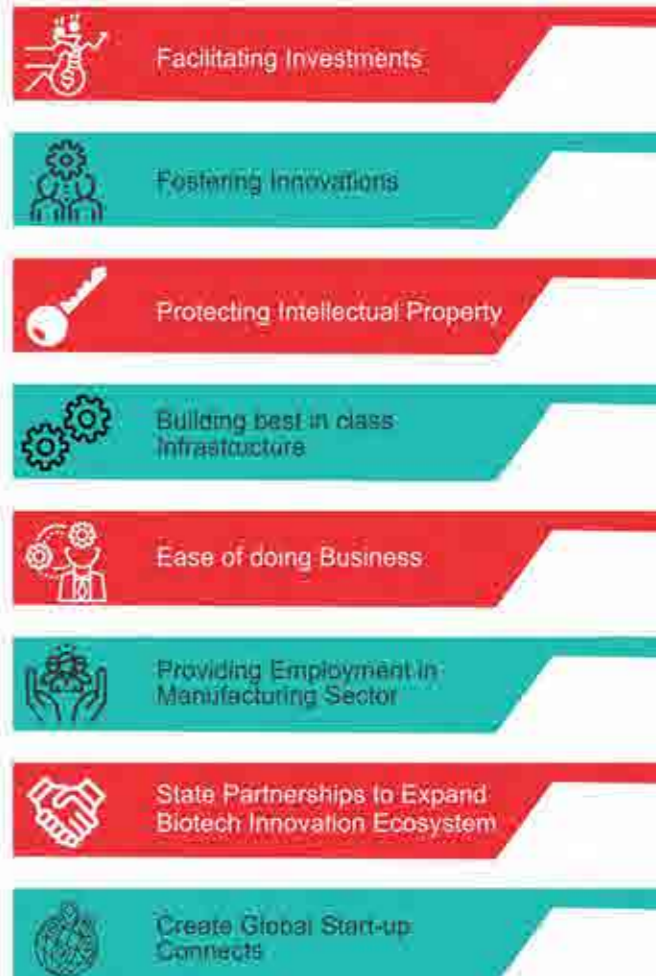 Facilitating Investments
Fostering Innovations
Protecting Intellectual Property
Building best in class
Infrastructure
Ease of doing Business
Providing Employment in
Manufacturing Sector
State Partnerships to Expand
Biotech Innovation Ecosystem
Create Global Start-up
Connects